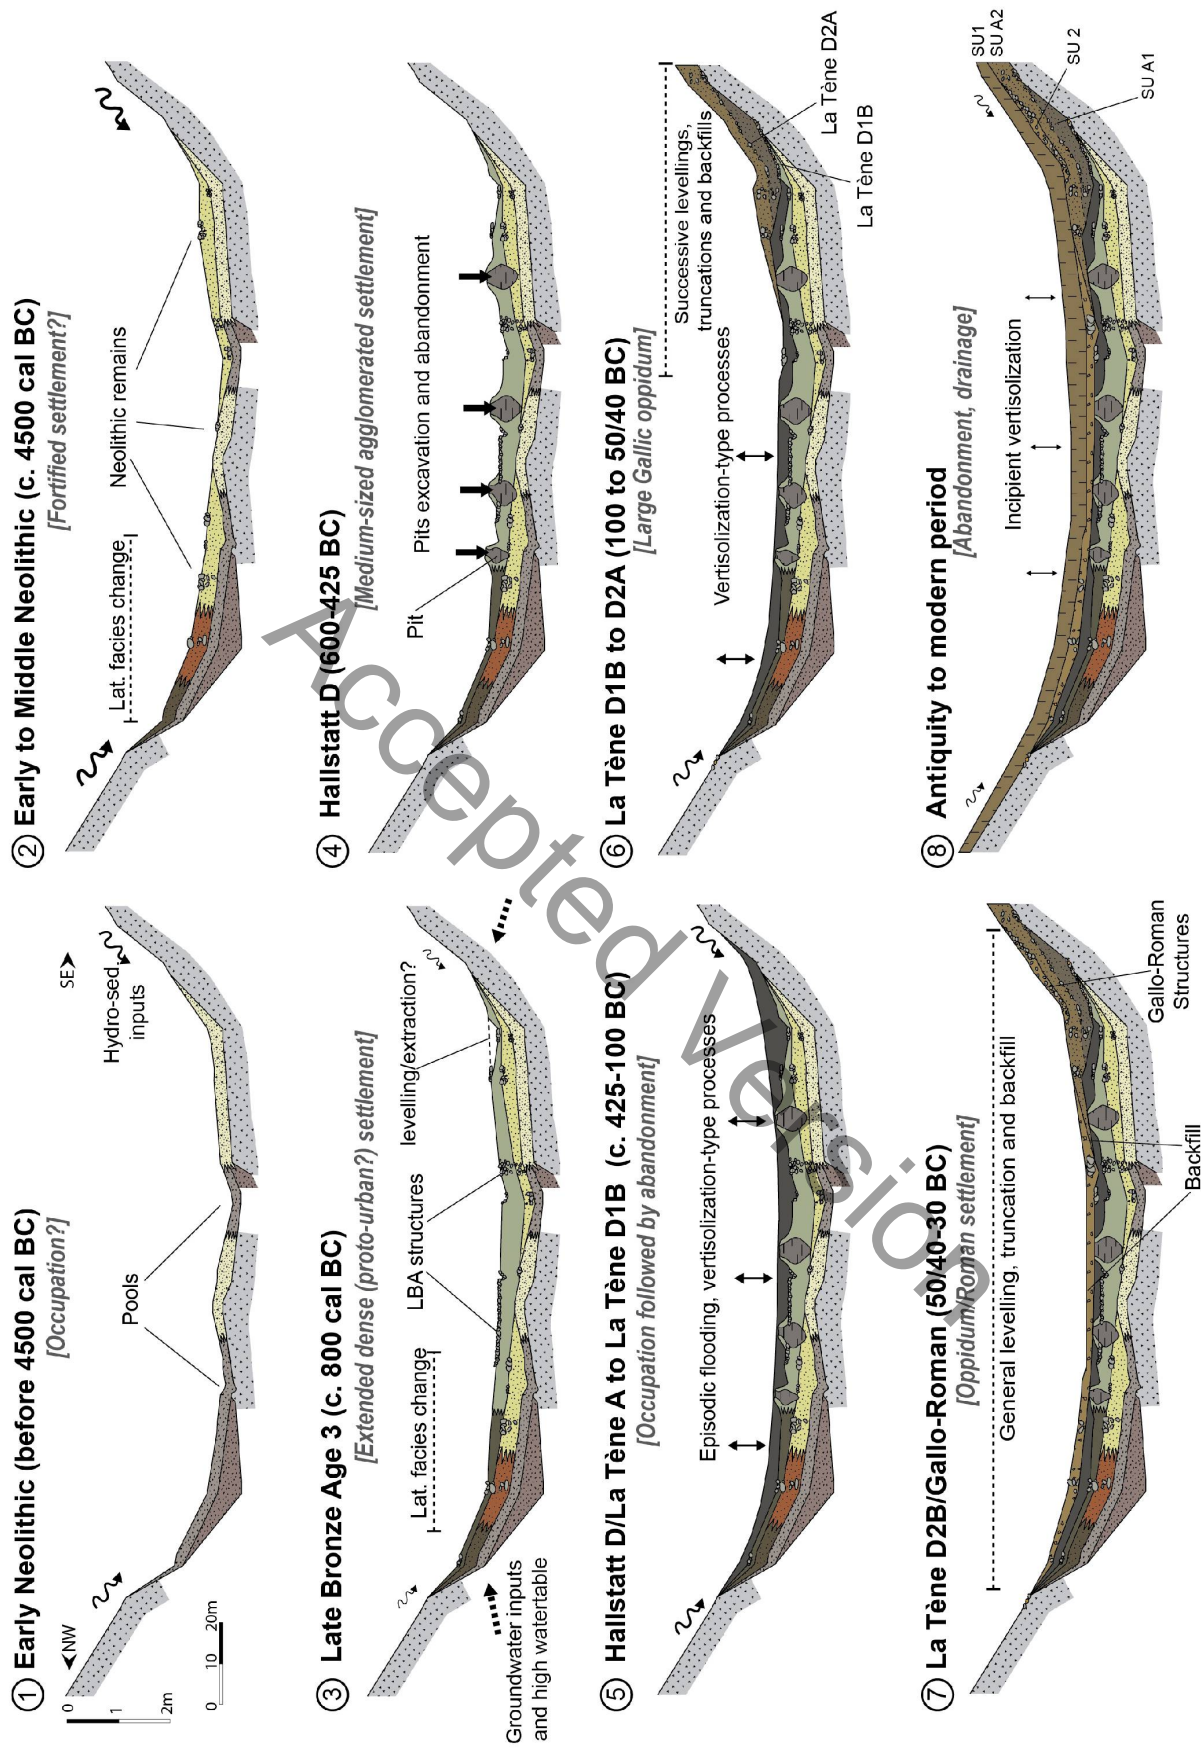 1 Early Neolithic (before 4500 cal BC)
[Occupation?]
NW
SE
0
1
2m
0 10 20m
Pools
Hydro-sed.
inputs
2 Early to Middle Neolithic (c. 4500 cal BC)
[Fortified settlement?]
Lat. facies change
Neolithic remains
3 Late Bronze Age 3 (c. 800 cal BC)
[Extended dense (proto-urban?) settlement]
Lat. facies change
LBA structures
levelling/extraction?
Groundwater inputs
and high watertable
4 Hallstatt D (600-425 BC)
[Medium-sized agglomerated settlement]
Pit
Pits excavation and abandonment
5 Hallstatt D/La Tène A to La Tène D1B (c. 425-100 BC)
[Occupation followed by abandonment]
Episodic flooding, vertisolization-type processes
6 La Tène D1B to D2A (100 to 50/40 BC)
[Large Gallic oppidum]
Vertisolization-type processes
Successive levellings,
truncations and backfills
La Tène D2A
La Tène D1B
7 La Tène D2B/Gallo-Roman (50/40-30 BC)
[Oppidum/Roman settlement]
General levelling, truncation and backfill
Backfill
Gallo-Roman
Structures
8 Antiquity to modern period
[Abandonment, drainage]
Incipient vertisolization
SU1
SU A2
SU 2
SU A1
Accepted Version